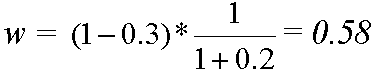 w = (1−0.3)* 1/(1+0.2) = 0.58